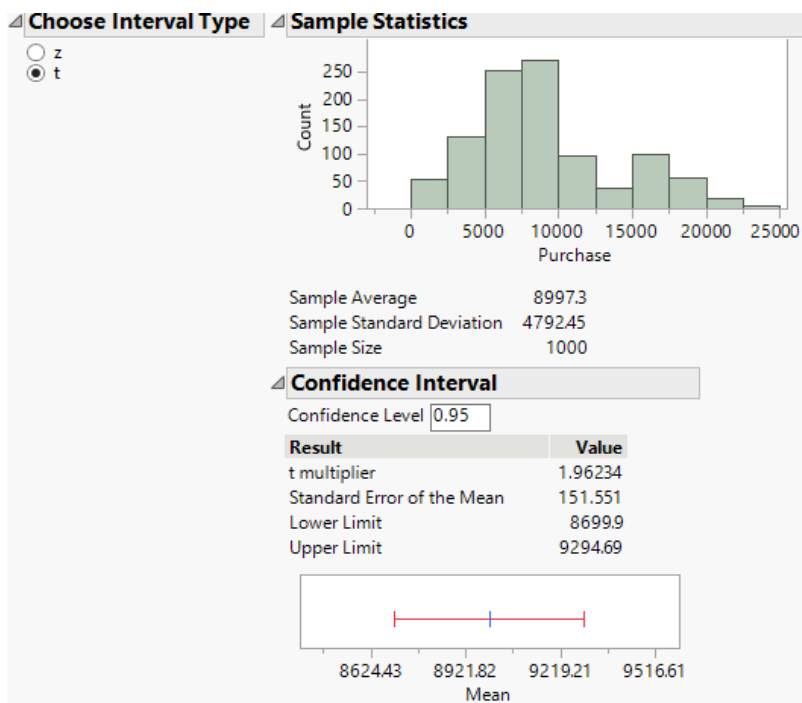 Choose Interval Type
z
t
Sample Statistics
Count
250
200
150
100
50
0
0 5000 10000 15000 20000 25000
Purchase
Sample Average 8997.3
Sample Standard Deviation 4792.45
Sample Size 1000
Confidence Interval
Confidence Level 0.95
Result Value
t multiplier 1.96234
Standard Error of the Mean 151.551
Lower Limit 8699.9
Upper Limit 9294.69
8624.43 8921.82 9219.21 9516.61
Mean